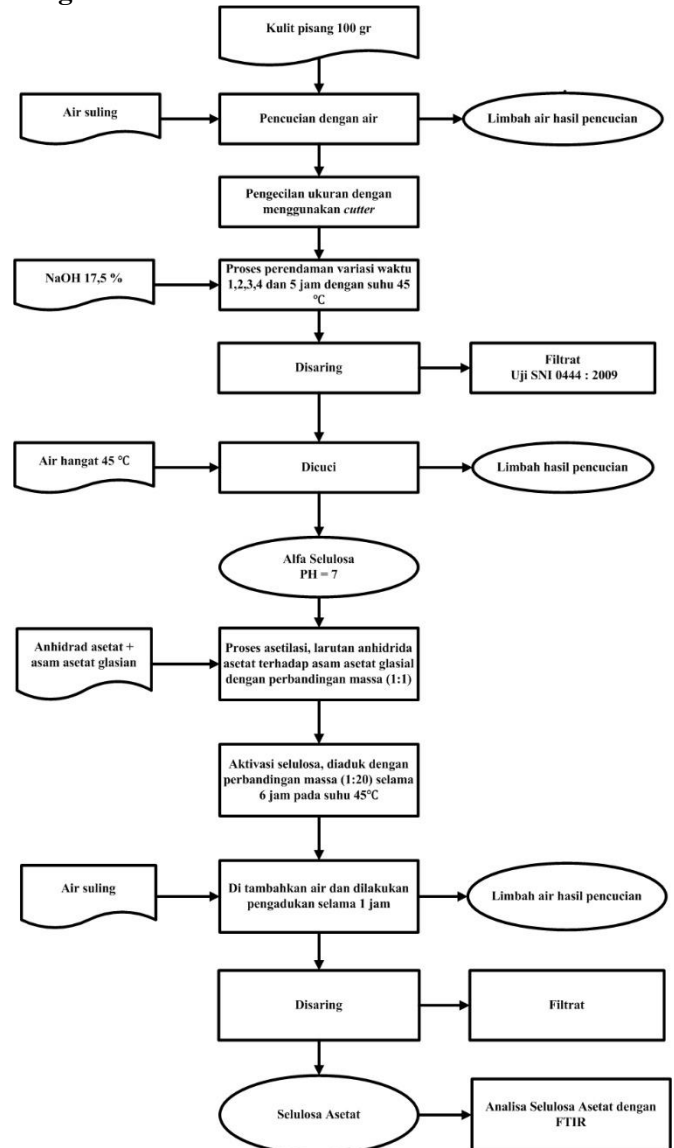 Kulit pisang 100 gr
Air suling
Pencucian dengan air
Limbah air hasil pencucian
Pengecilan ukuran dengan
menggunakan cutter
NaOH 17,5 %
Proses perendaman variasi waktu
1,2,3,4 dan 5 jam dengan suhu 45
°C
Disaring
Filtrat
Uji SNI 0444 : 2009
Air hangat 45 °C
Dicuci
Limbah hasil pencucian
Alfa Selulosa
PH = 7
Anhidrad asetat +
asam asetat glasian
Proses asetilasi, larutan anhidrida
asetat terhadap asam asetat glasial
dengan perbandingan massa (1:1)
Aktivasi selulosa, diaduk dengan
perbandingan massa (1:20) selama
6 jam pada suhu 45°C
Air suling
Di tambahkan air dan dilakukan
pengadukan selama 1 jam
Limbah air hasil pencucian
Disaring
Filtrat
Selulosa Asetat
Analisa Selulosa Asetat dengan
FTIR